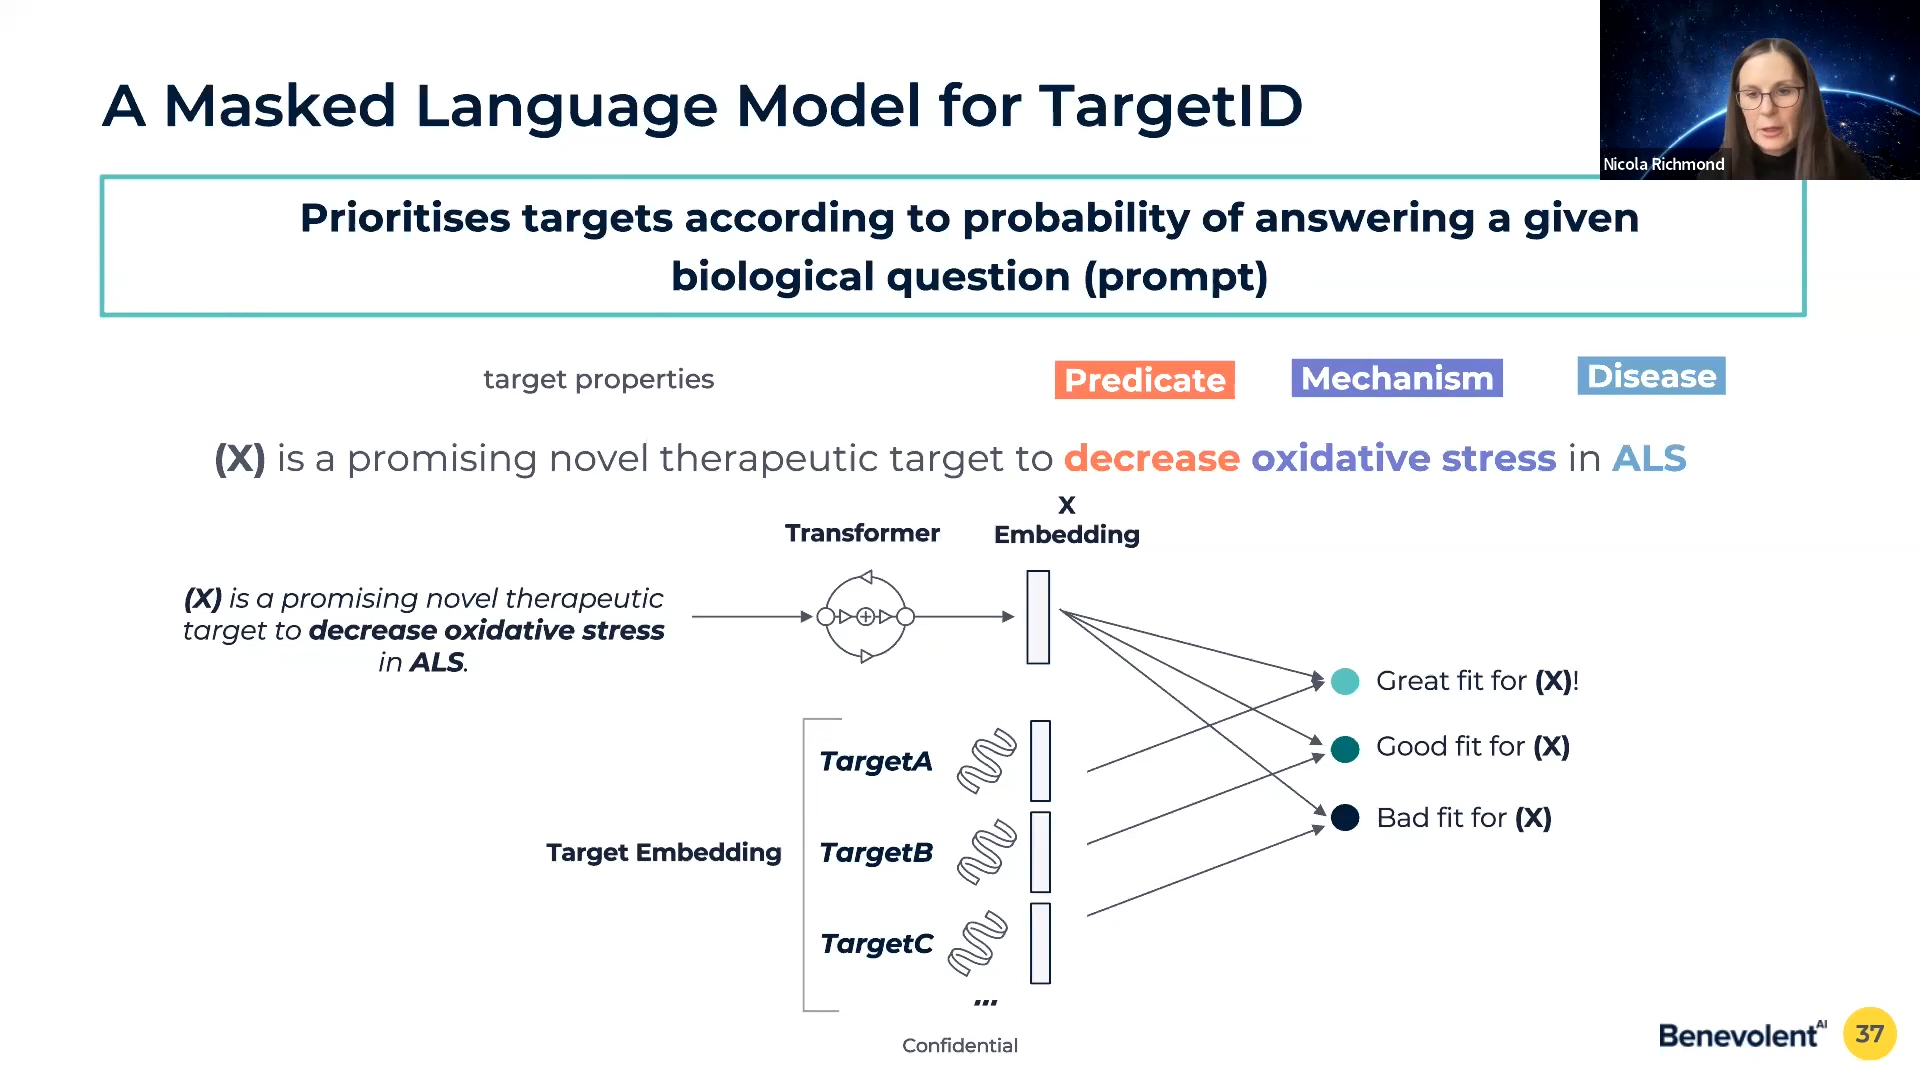 A Masked Language Model for TargetID
Nicola Richmond
Prioritises targets according to probability of answering a given
biological question (prompt)
target properties
Predicate
Mechanism
Disease
(X) is a promising novel therapeutic target to decrease oxidative stress in ALS
Transformer
X
Embedding
(X) is a promising novel therapeutic
target to decrease oxidative stress
in ALS.
Great fit for (X)!
Good fit for (X)
Bad fit for (X)
Target Embedding
TargetA
TargetB
TargetC
...
Confidential
BenevolentAI
37